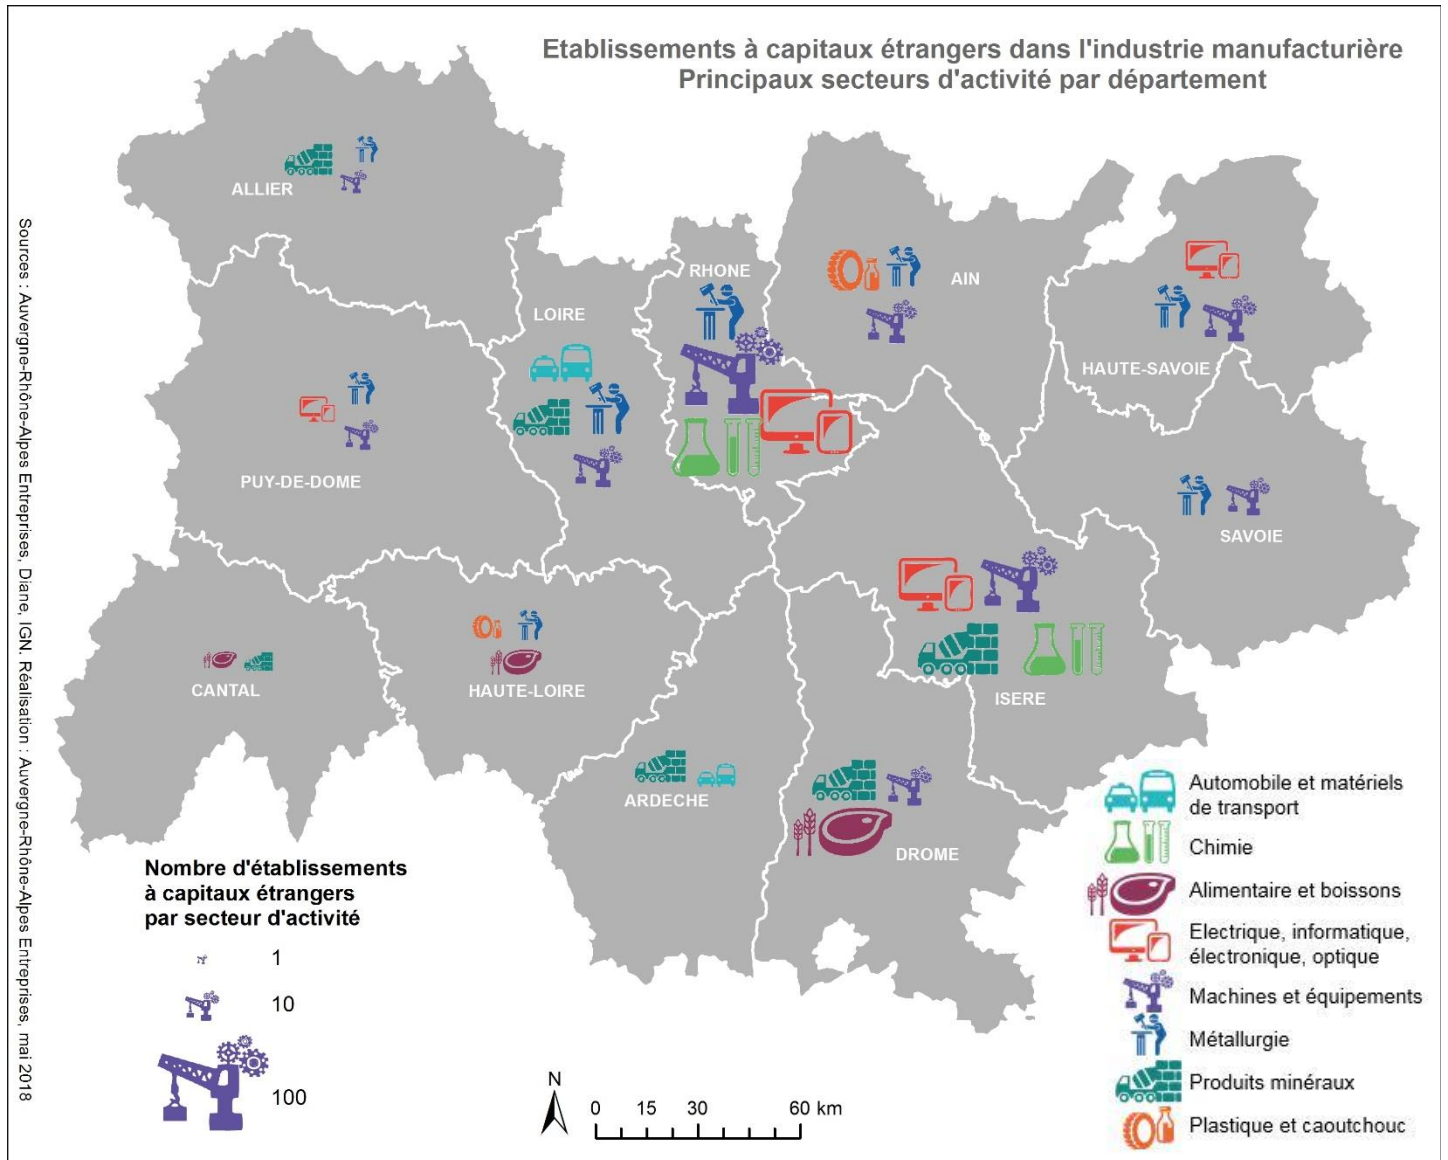 Etablissements à capitaux étrangers dans l'industrie manufacturière
Principaux secteurs d'activité par département
ALLIER
RHONE
AIN
LOIRE
HAUTE-SAVOIE
PUY-DE-DOME
SAVOIE
CANTAL
HAUTE-LOIRE
ISERE
ARDECHE
DROME
Nombre d'établissements
à capitaux étrangers
par secteur d'activité
1
10
100
N
0 15 30 60 km
Automobile et matériels
de transport
Chimie
Alimentaire et boissons
Electrique, informatique,
électronique, optique
Machines et équipements
Métallurgie
Produits minéraux
Plastique et caoutchouc
Sources : Auvergne-Rhône-Alpes Entreprises, Diane, IGN. Réalisation : Auvergne-Rhône-Alpes Entreprises, mai 2018